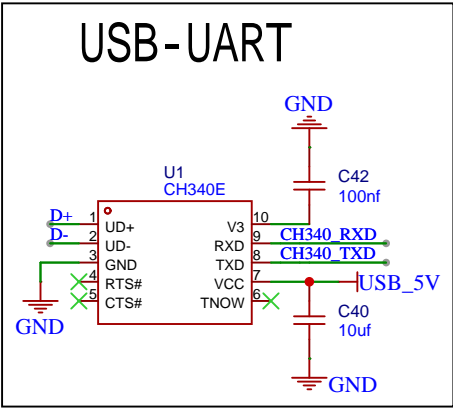 USB-UART
GND
U1
CH340E
C42
100nf
D+ 1 UD+ V3 10
D- 2 UD- RXD 9 CH340_RXD
3 GND TXD 8 CH340_TXD
4 RTS# VCC 7 USB_5V
5 CTS# TNOW 6
GND
C40
10uf
GND